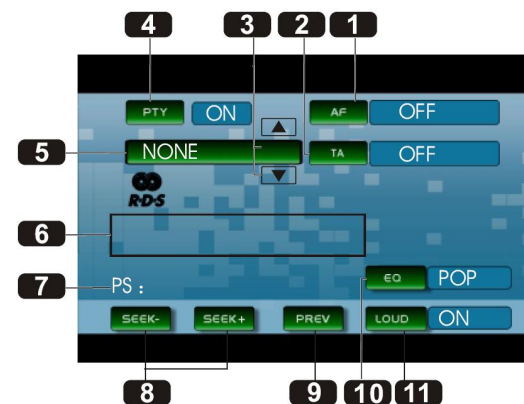 4 3 2 1
PTY ON AF OFF
5 NONE TA OFF
R·D·S
6
7 PS :
EQ POP
SEEK- SEEK+ PREV LOUD ON
8 9 10 11